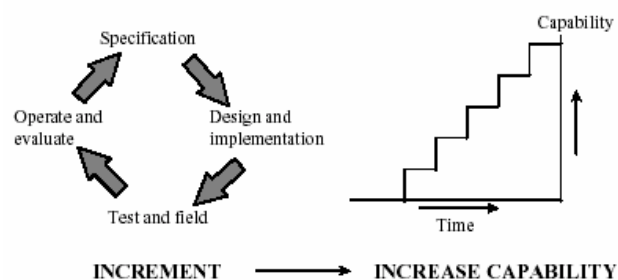 Specification
Operate and
evaluate
Design and
implementation
Test and field
Capability
Time
INCREMENT
INCREASE CAPABILITY